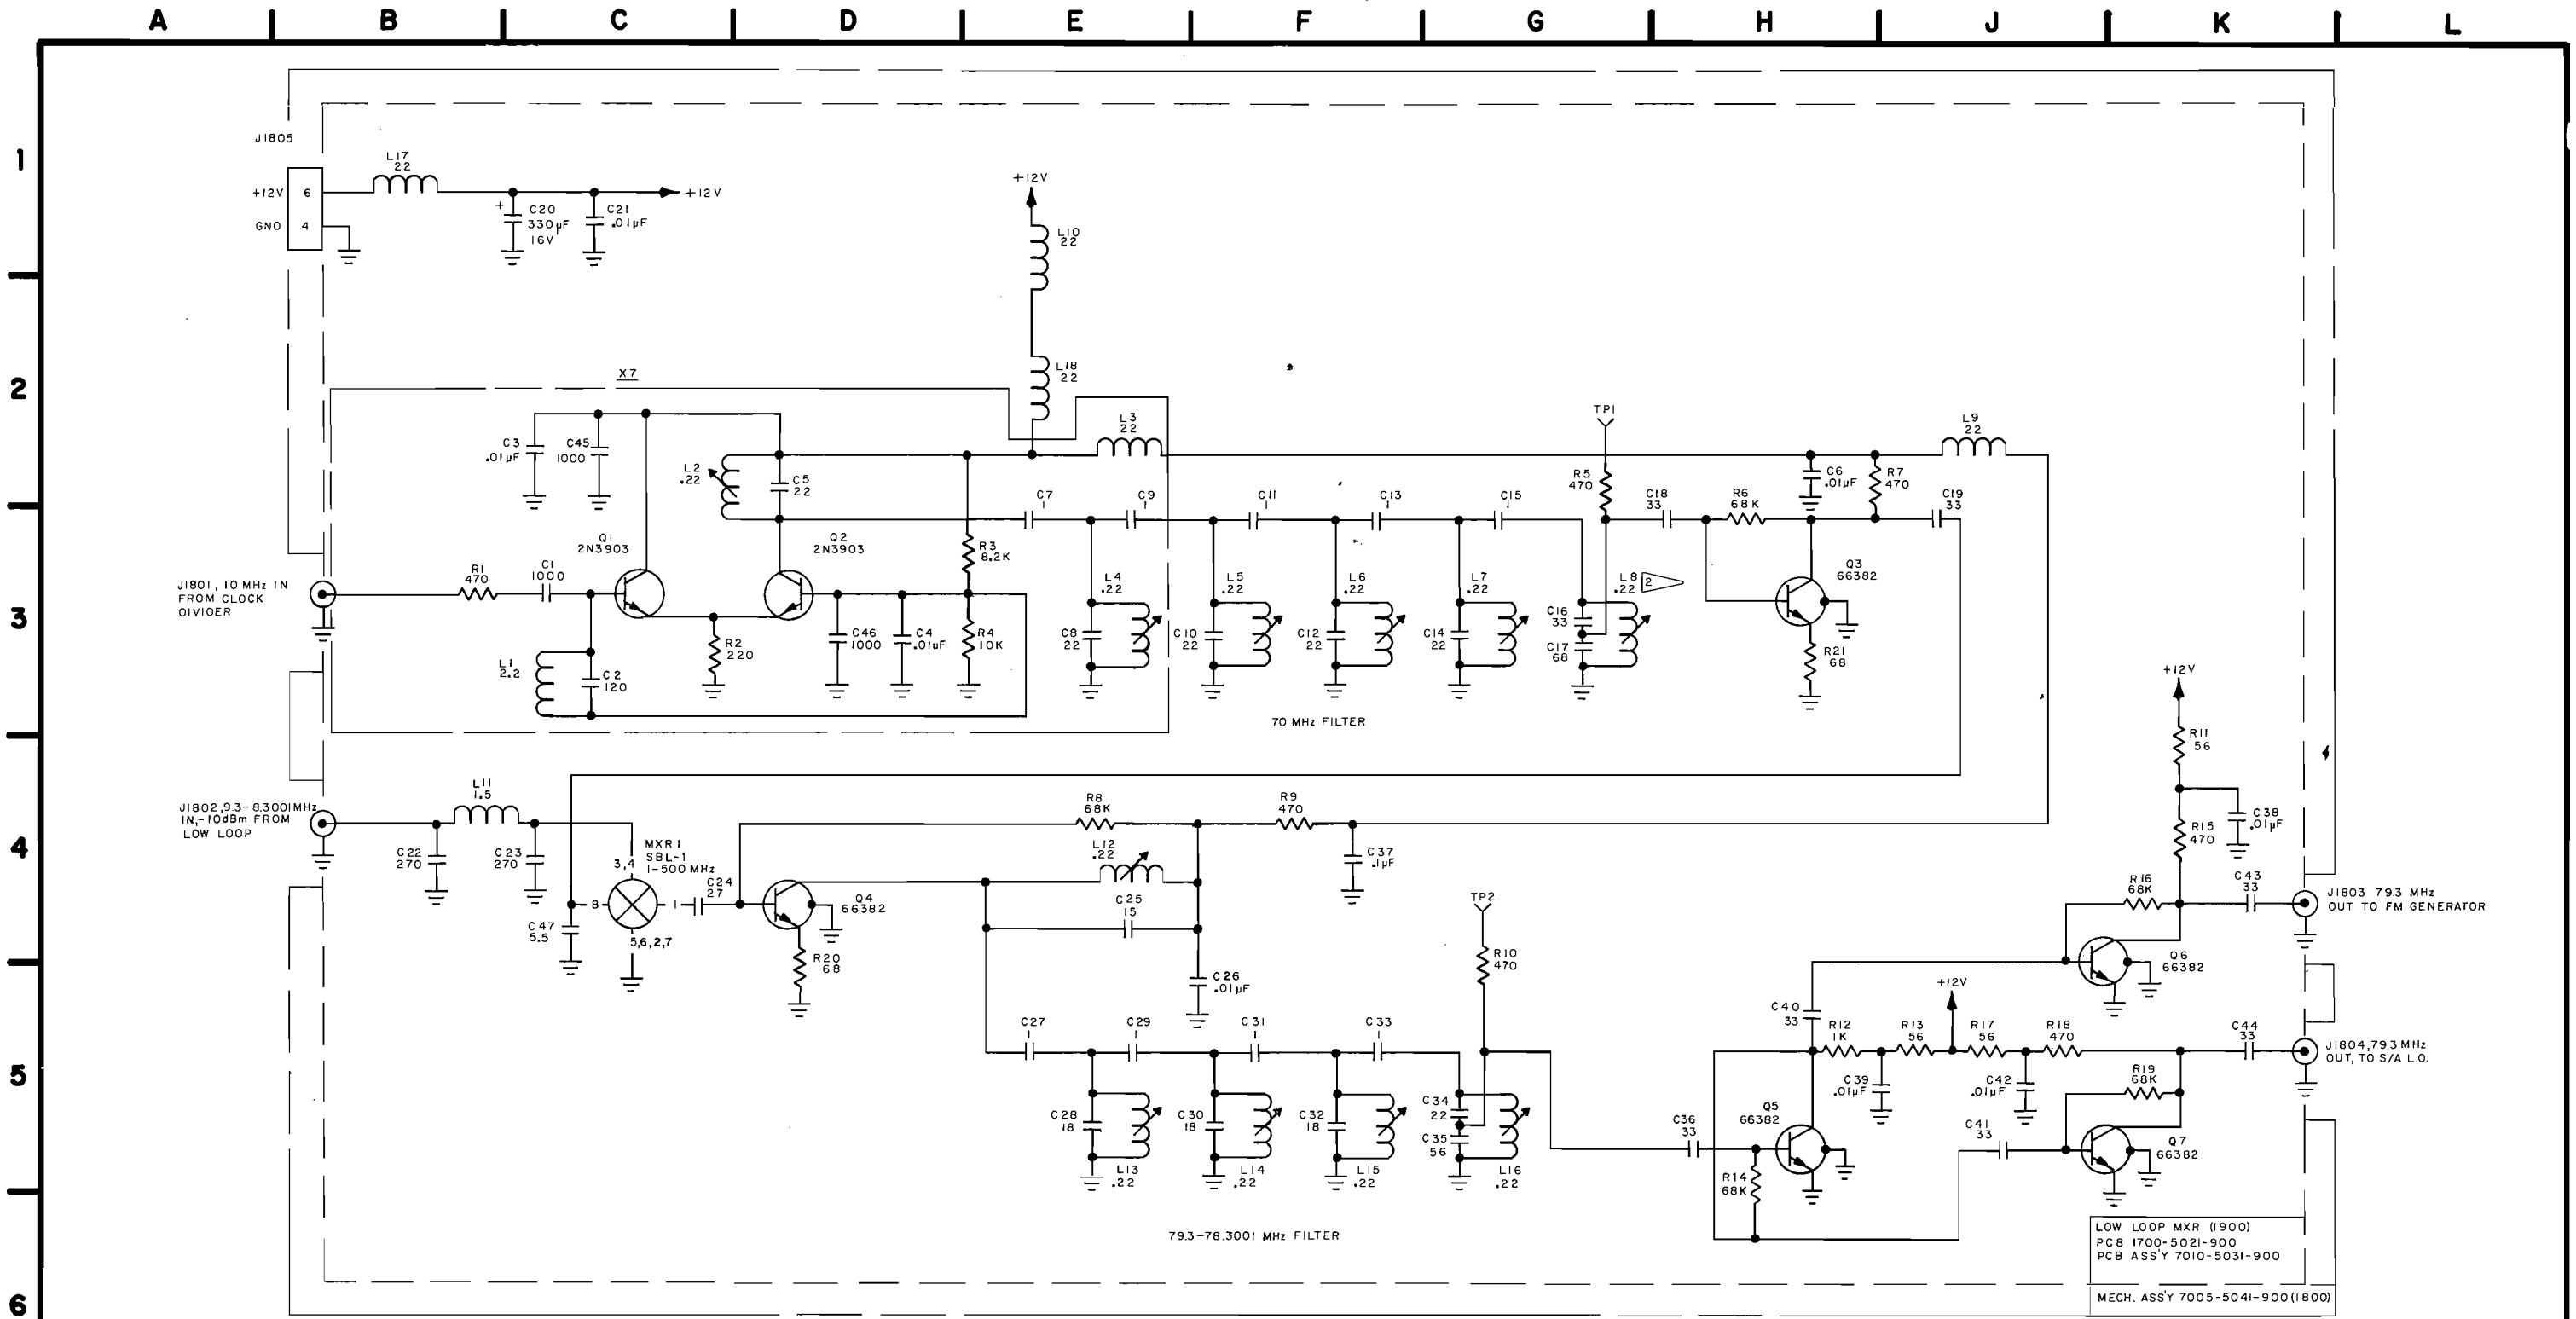 A B C D E F G H J K L
1
2
3
4
5
6
J1805
+12V 6
GNO 4
L17
22
+
C20
330µF
16V
C21
.01µF
+12V
+12V
L10
22
L18
22
X7
C3
.01µF
C45
1000
L2
.22
C5
22
L3
22
TP1
R5
470
C6
.01µF
R7
470
L9
22
C7
1
C9
1
C11
1
C13
1
C15
1
C18
33
R6
68K
C19
33
Q1
2N3903
Q2
2N3903
R3
8.2K
J1801, 10 MHz IN
FROM CLOCK
OIVIOER
R1
470
C1
1000
L4
.22
L5
.22
L6
.22
L7
.22
L8
.22
2
Q3
66382
R2
220
C46
1000
C4
.01uF
R4
10K
C8
22
C10
22
C12
22
C14
22
C16
33
C17
68
R21
68
L1
2.2
C2
120
70 MHz FILTER
+12V
R11
56
J1802,9.3-8.3001MHz
IN,-10dBm FROM
LOW LOOP
L11
1.5
C22
270
C23
270
MXR1
SBL-1
1-500 MHz
3,4
8
1
5,6,2,7
C47
5.5
C24
27
R8
68K
R9
470
L12
.22
C25
15
C37
.1µF
Q4
66382
R20
68
C26
.01µF
TP2
R10
470
R15
470
C38
.01µF
R16
68K
C43
33
J1803 79.3 MHz
OUT TO FM GENERATOR
Q6
66382
C27
1
C29
1
C31
1
C33
1
C40
33
R12
1K
R13
56
+12V
R17
56
R18
470
C44
33
J1804,79.3 MHz
OUT, TO S/A L.O.
C39
.01µF
C42
.01µF
R19
68K
C28
18
C30
18
C32
18
C34
22
C35
56
C36
33
Q5
66382
C41
33
Q7
66382
L13
.22
L14
.22
L15
.22
L16
.22
R14
68K
79.3-78.3001 MHz FILTER
LOW LOOP MXR (1900)
PCB 1700-5021-900
PCB ASS'Y 7010-5031-900
MECH. ASS'Y 7005-5041-900(1800)